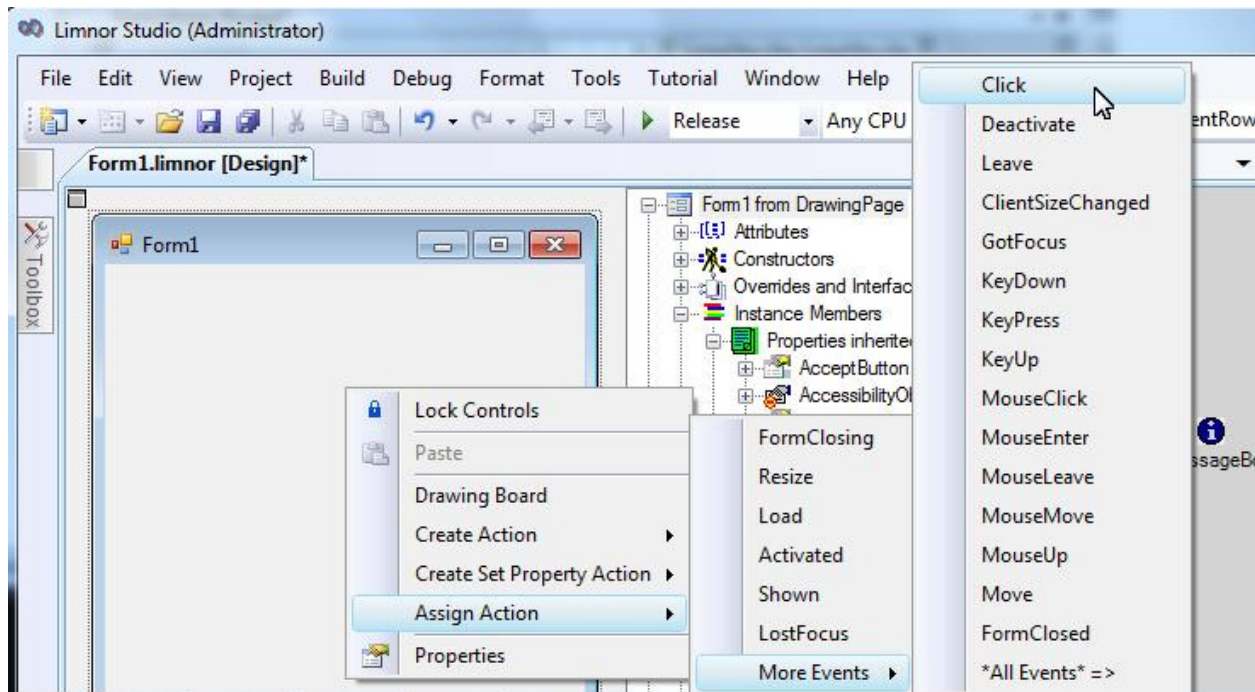 Limnor Studio (Administrator)
File Edit View Project Build Debug Format Tools Tutorial Window Help
Release Any CPU
Form1.limnor [Design]*
Toolbox
Form1
Form1 from DrawingPage
Attributes
Constructors
Overrides and Interfac
Instance Members
Properties inherite
AcceptButton
AccessibilityOl
Lock Controls
Paste
Drawing Board
Create Action
Create Set Property Action
Assign Action
Properties
FormClosing
Resize
Load
Activated
Shown
LostFocus
More Events
Click
Deactivate
Leave
ClientSizeChanged
GotFocus
KeyDown
KeyPress
KeyUp
MouseClick
MouseEnter
MouseLeave
MouseMove
MouseUp
Move
FormClosed
*All Events* =>
entRow
ssageBo